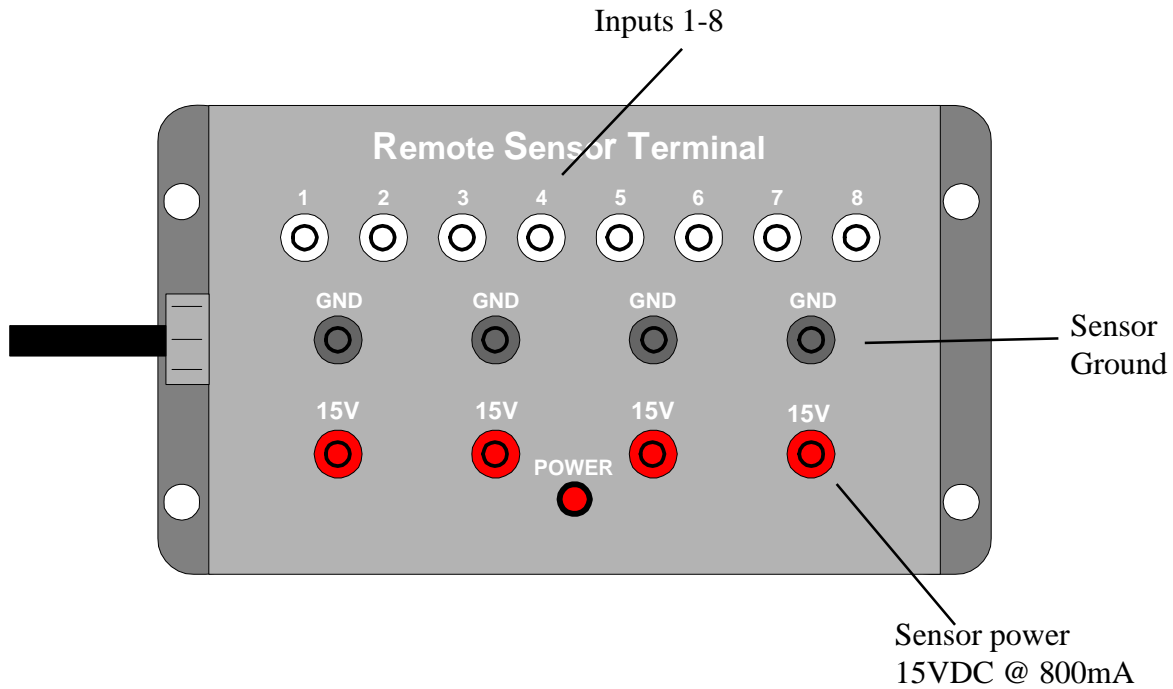 Inputs 1-8
Remote Sensor Terminal
1 2 3 4 5 6 7 8
GND GND GND GND
Sensor
Ground
15V 15V 15V 15V
POWER
Sensor power
15VDC @ 800mA